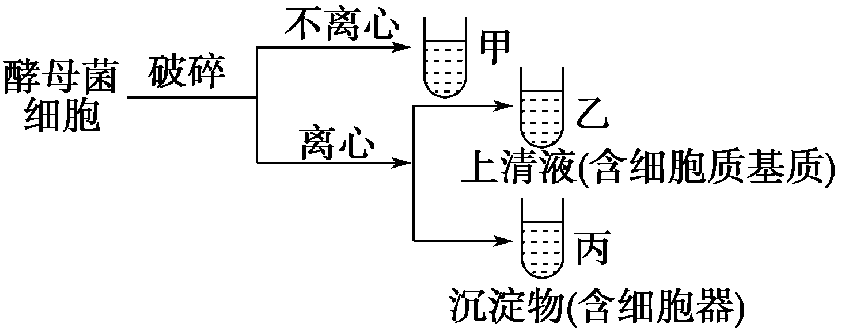 酵母菌
细胞
破碎
不离心
甲
离心
乙
上清液(含细胞质基质)
丙
沉淀物(含细胞器)